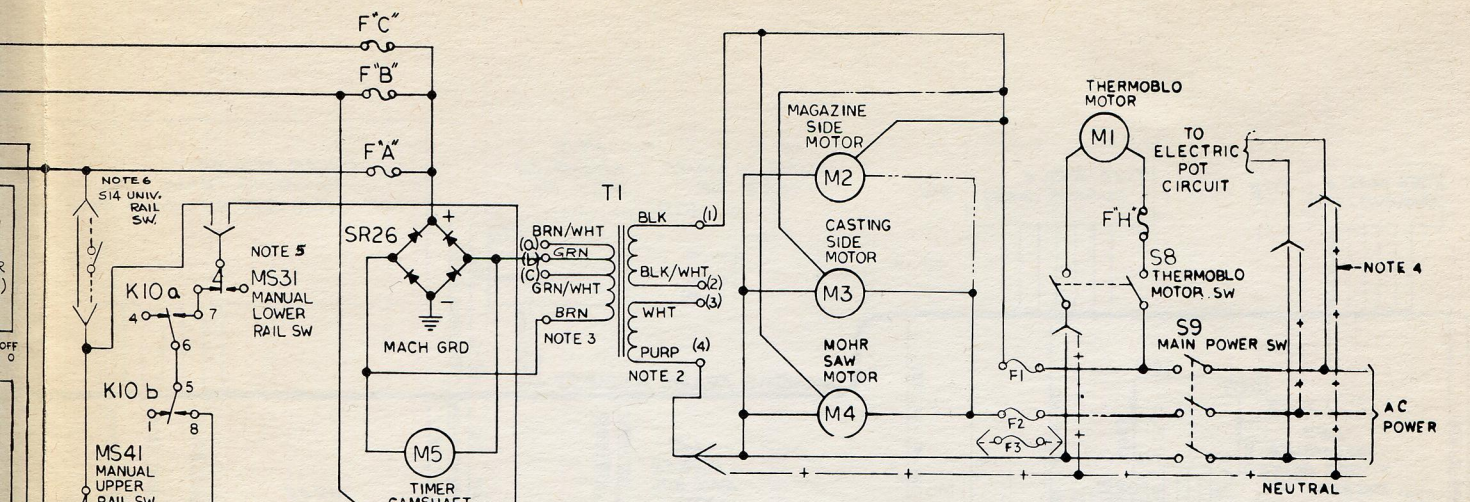 F"C"
F"B"
F"A"
NOTE 6
S14 UNIV.
RAIL
SW.
NOTE 5
MS31
MANUAL
LOWER
RAIL SW
K10 a
4
4
7
6
K10 b
5
1
8
OFF
O
MS41
MANUAL
UPPER
RAIL SW
SR26
+
−
MACH GRD
M5
TIMER
CAMSHAFT
T1
BRN/WHT
(a)
GRN
(b)
(C)
GRN/WHT
BRN
NOTE 3
BLK
(1)
BLK/WHT
(2)
(3)
WHT
PURP
(4)
NOTE 2
MAGAZINE
SIDE
MOTOR
M2
CASTING
SIDE
MOTOR
M3
MOHR
SAW
MOTOR
M4
THERMOBLO
MOTOR
M1
F"H"
S8
THERMOBLO
MOTOR SW
TO
ELECTRIC
POT
CIRCUIT
NOTE 4
S9
MAIN POWER SW
F1
F2
F3
AC
POWER
NEUTRAL